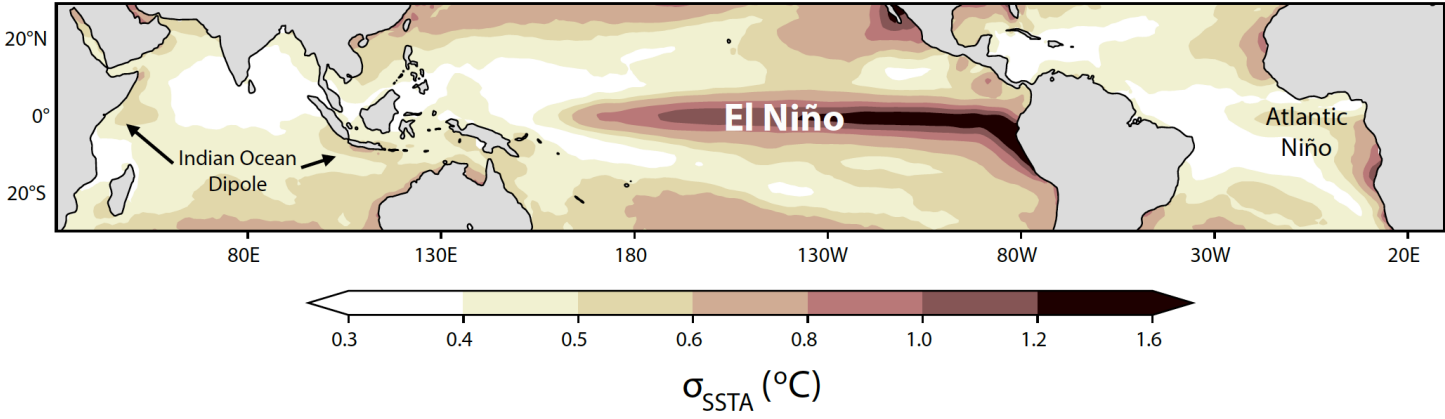 20°N
0°
20°S
El Niño
Atlantic
Niño
Indian Ocean
Dipole
80E
130E
180
130W
80W
30W
20E
0.3
0.4
0.5
0.6
0.8
1.0
1.2
1.6
σSSTA (°C)